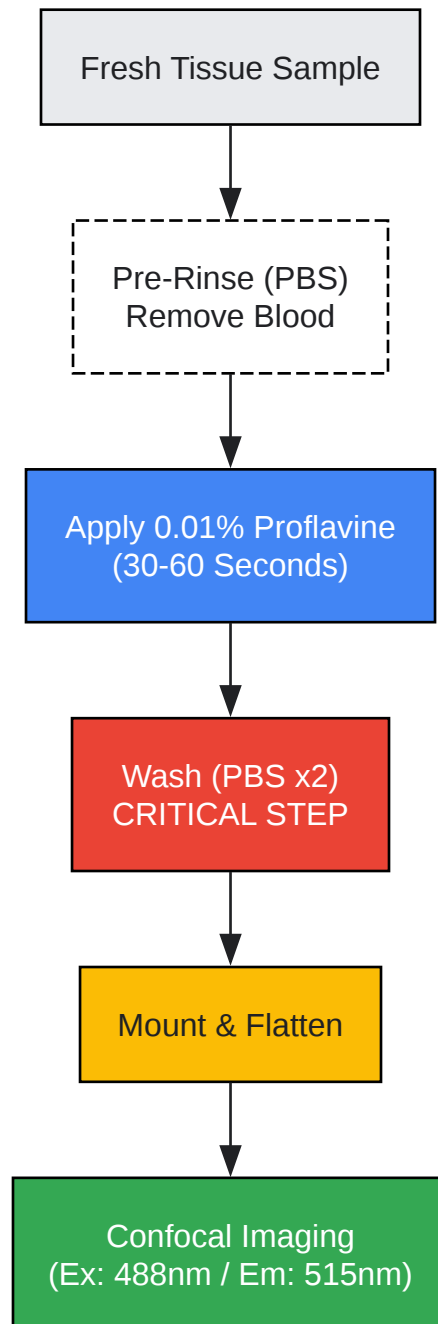 Fresh Tissue Sample
Pre-Rinse (PBS)
Remove Blood
Apply 0.01% Proflavine
(30-60 Seconds)
Wash (PBS x2)
CRITICAL STEP
Mount & Flatten
Confocal Imaging
(Ex: 488nm / Em: 515nm)